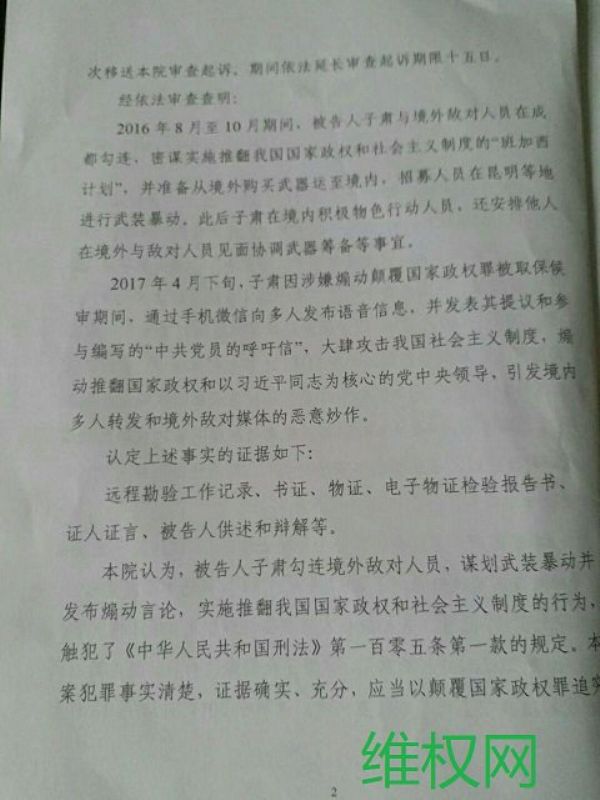 次移送本院审查起诉。期间依法延长审查起诉期限十五日。
经依法审查查明：
2016 年 8 月至 10 月期间，被告人子肃与境外敌对人员在成
都勾连，密谋实施推翻我国国家政权和社会主义制度的“班加西
计划”，并准备从境外购买武器运至境内，招募人员在昆明等地
进行武装暴动。此后子肃在境内积极物色行动人员，还安排他人
在境外与敌对人员见面协调武器筹备等事宜。
2017 年 4 月下旬，子肃因涉嫌煽动颠覆国家政权罪被取保候
审期间，通过手机微信向多人发布语音信息，并发表其提议和参
与编写的“中共党员的呼吁信”，大肆攻击我国社会主义制度，煽
动推翻国家政权和以习近平同志为核心的党中央领导，引发境内
多人转发和境外敌对媒体的恶意炒作。
认定上述事实的证据如下：
远程勘验工作记录、书证、物证、电子物证检验报告书、
证人证言、被告人供述和辩解等。
本院认为，被告人子肃勾连境外敌对人员，谋划武装暴动并
发布煽动言论，实施推翻我国国家政权和社会主义制度的行为，
触犯了《中华人民共和国刑法》第一百零五条第一款的规定。本
案犯罪事实清楚，证据确实、充分，应当以颠覆国家政权罪追究
维权网
2